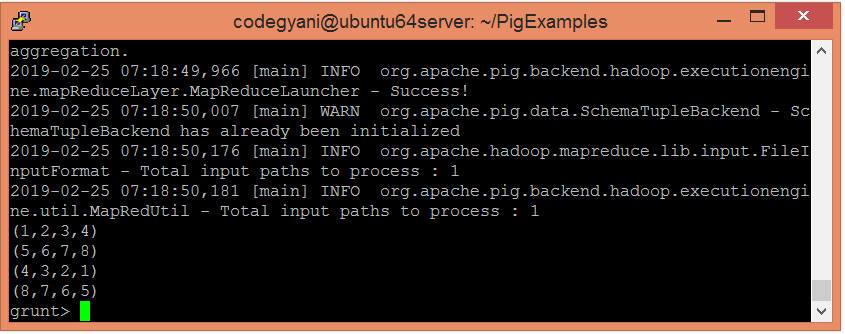 codegyani@ubuntu64server: ~/PigExamples
aggregation.
2019-02-25 07:18:49,966 [main] INFO  org.apache.pig.backend.hadoop.executionengi
ne.mapReduceLayer.MapReduceLauncher - Success!
2019-02-25 07:18:50,007 [main] WARN  org.apache.pig.data.SchemaTupleBackend - Sc
hemaTupleBackend has already been initialized
2019-02-25 07:18:50,176 [main] INFO  org.apache.hadoop.mapreduce.lib.input.FileI
nputFormat - Total input paths to process : 1
2019-02-25 07:18:50,181 [main] INFO  org.apache.pig.backend.hadoop.executionengi
ne.util.MapRedUtil - Total input paths to process : 1
(1,2,3,4)
(5,6,7,8)
(4,3,2,1)
(8,7,6,5)
grunt>